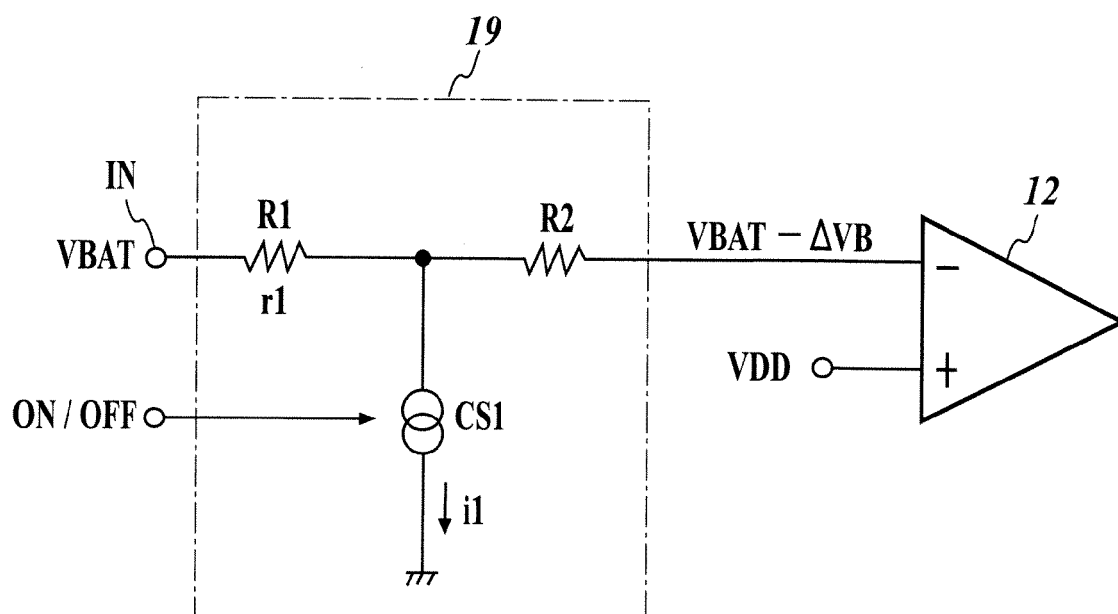 19
IN
R1
R2
12
VBAT
VBAT − ΔVB
−
r1
VDD
+
ON / OFF
CS1
i1